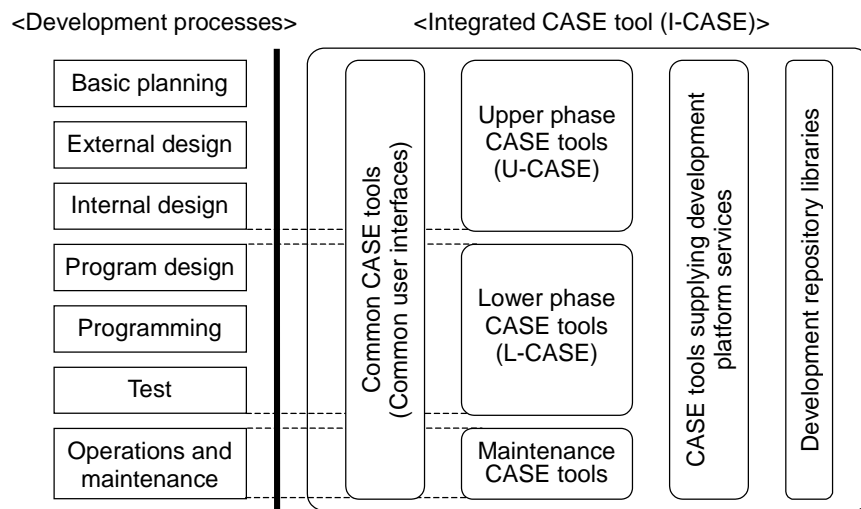 <Development processes>
<Integrated CASE tool (I-CASE)>
Basic planning
External design
Internal design
Program design
Programming
Test
Operations and
maintenance
Common CASE tools
(Common user interfaces)
Upper phase
CASE tools
(U-CASE)
Lower phase
CASE tools
(L-CASE)
Maintenance
CASE tools
CASE tools supplying development
platform services
Development repository libraries